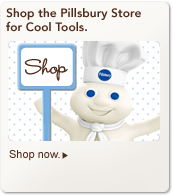 Shop the Pillsbury Store
for Cool Tools.
Shop
Pillsbury
Shop now.